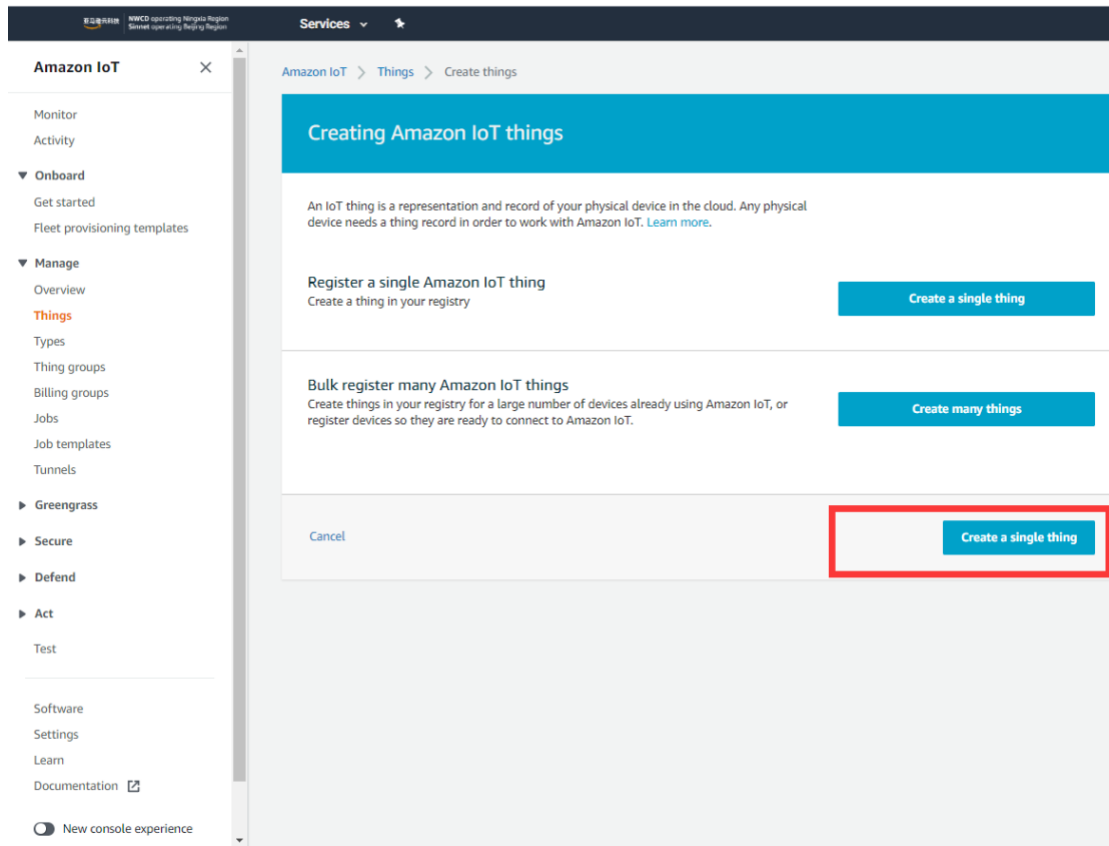 亚马逊云科技
NWCD operating Ningxia Region
Sinnet operating Beijing Region
Services
Amazon IoT
Monitor
Activity
Onboard
Get started
Fleet provisioning templates
Manage
Overview
Things
Types
Thing groups
Billing groups
Jobs
Job templates
Tunnels
Greengrass
Secure
Defend
Act
Test
Software
Settings
Learn
Documentation
New console experience
Amazon IoT > Things > Create things
Creating Amazon IoT things
An IoT thing is a representation and record of your physical device in the cloud. Any physical
device needs a thing record in order to work with Amazon IoT. Learn more.
Register a single Amazon IoT thing
Create a thing in your registry
Create a single thing
Bulk register many Amazon IoT things
Create things in your registry for a large number of devices already using Amazon IoT, or
register devices so they are ready to connect to Amazon IoT.
Create many things
Cancel
Create a single thing